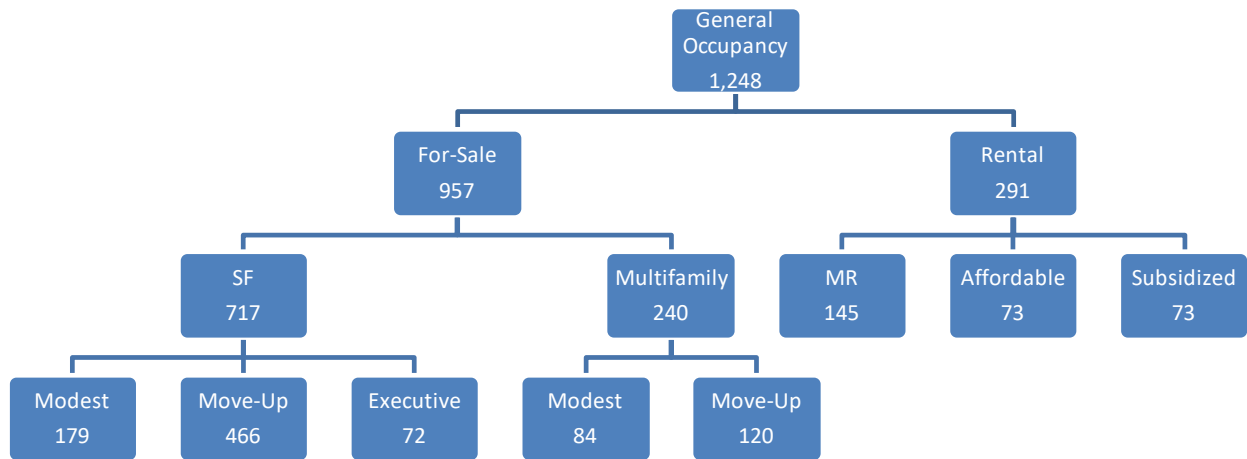 General
Occupancy
1,248
For-Sale
957
Rental
291
SF
717
Multifamily
240
MR
145
Affordable
73
Subsidized
73
Modest
179
Move-Up
466
Executive
72
Modest
84
Move-Up
120